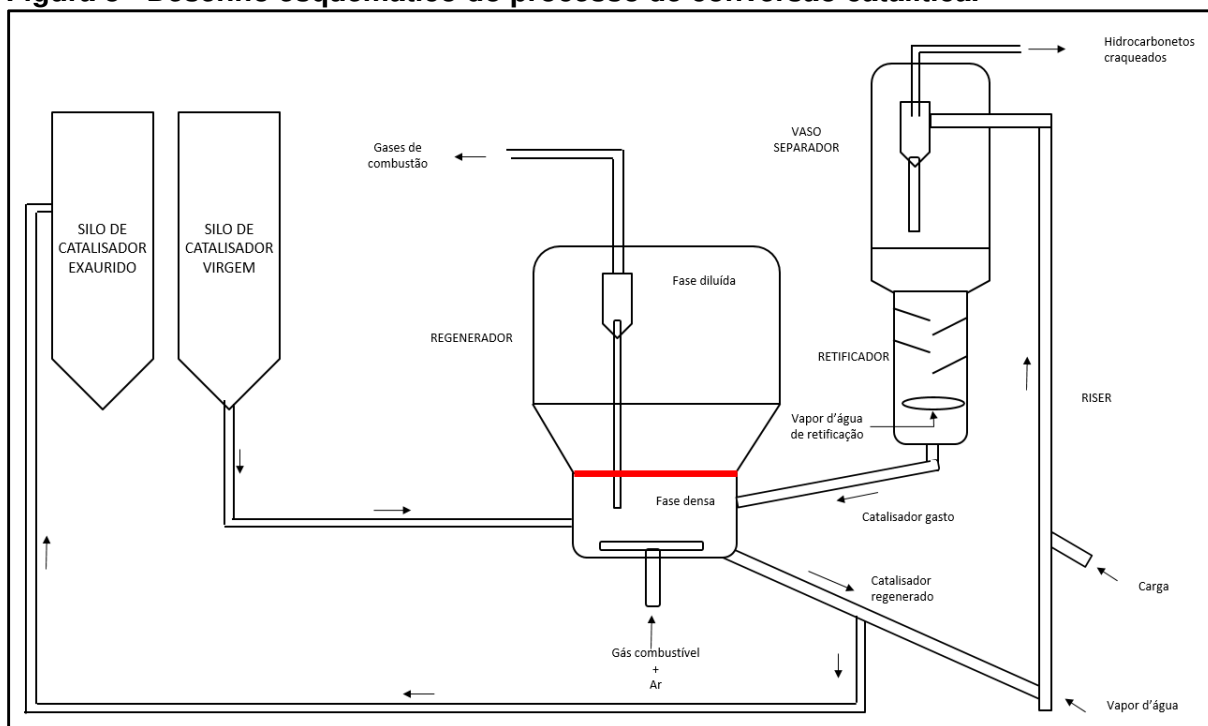 Figura 3 - Desenho esquemático do processo de conversão catalítica.
Hidrocarbonetos
craqueados
VASO
SEPARADOR
Gases de
combustão
SILO DE
CATALISADOR
EXAURIDO
SILO DE
CATALISADOR
VIRGEM
Fase diluída
REGENERADOR
RETIFICADOR
RISER
Vapor d'água
de retificação
Fase densa
Catalisador gasto
Catalisador
regenerado
Carga
Gás combustível
+
Ar
Vapor d'água